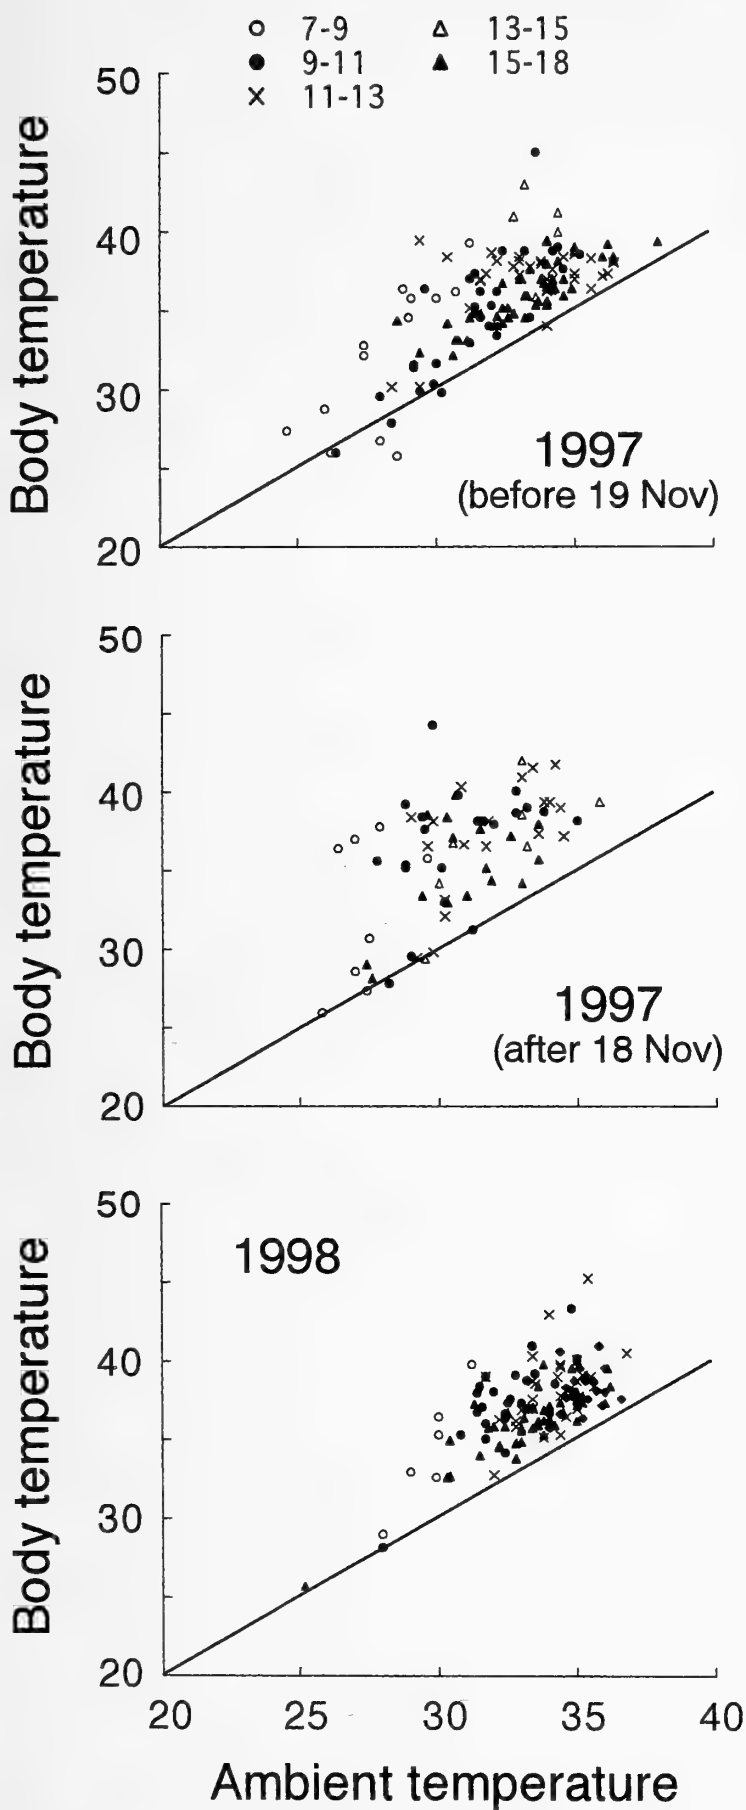 7-9 13-15
9-11 15-18
11-13
50
40
30
20
Body temperature
1997
(before 19 Nov)
50
40
30
20
Body temperature
1997
(after 18 Nov)
50
40
30
20
Body temperature
1998
20 25 30 35 40
Ambient temperature